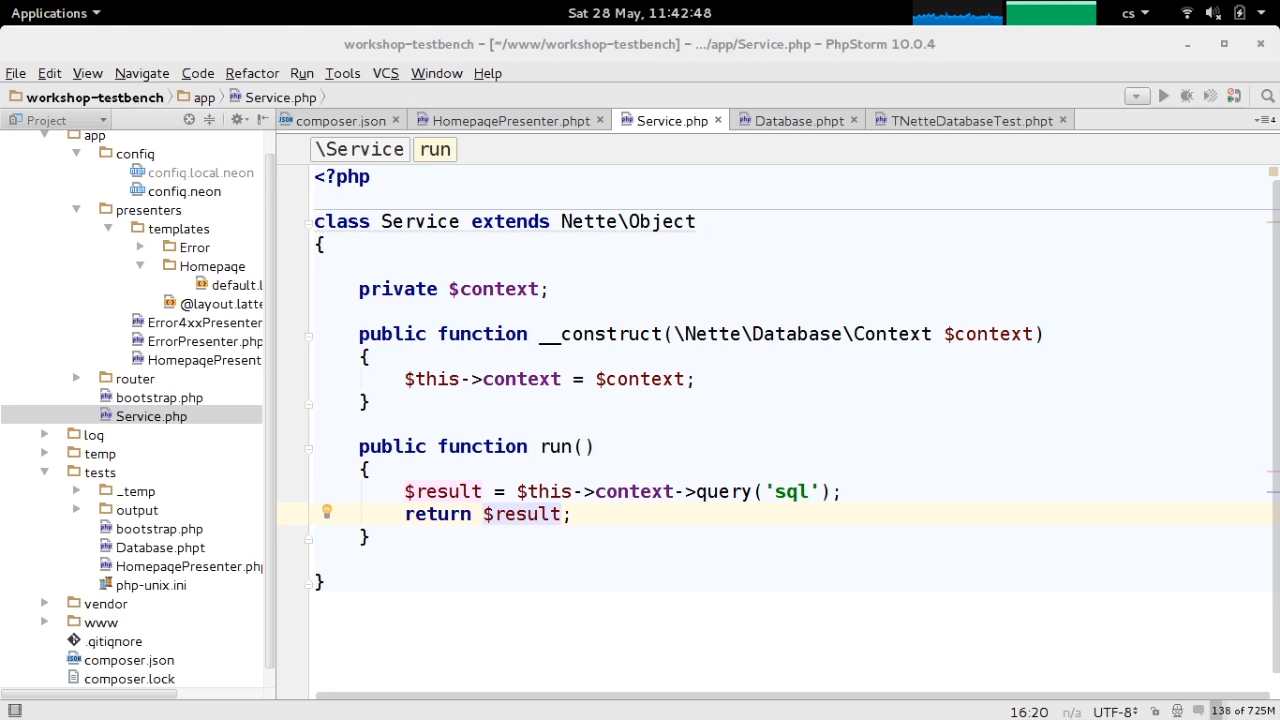 Applications
Sat 28 May, 11:42:48
cs
workshop-testbench – [~/www/workshop-testbench] – .../app/Service.php – PhpStorm 10.0.4
File Edit View Navigate Code Refactor Run Tools VCS Window Help
workshop-testbench app Service.php
Project
composer.json HomepagePresenter.phpt Service.php Database.phpt TNetteDatabaseTest.phpt
app
config
config.local.neon
config.neon
presenters
templates
Error
Homepage
default.l
@layout.latte
Error4xxPresenter
ErrorPresenter.php
HomepagePresent
router
bootstrap.php
Service.php
log
temp
tests
_temp
output
bootstrap.php
Database.phpt
HomepagePresenter.php
php-unix.ini
vendor
www
.gitignore
composer.json
composer.lock
\Service run
<?php
class Service extends Nette\Object
{
private $context;
public function __construct(\Nette\Database\Context $context)
{
$this->context = $context;
}
public function run()
{
$result = $this->context->query('sql');
return $result;
}
}
16:20 n/a UTF-8 138 of 725M